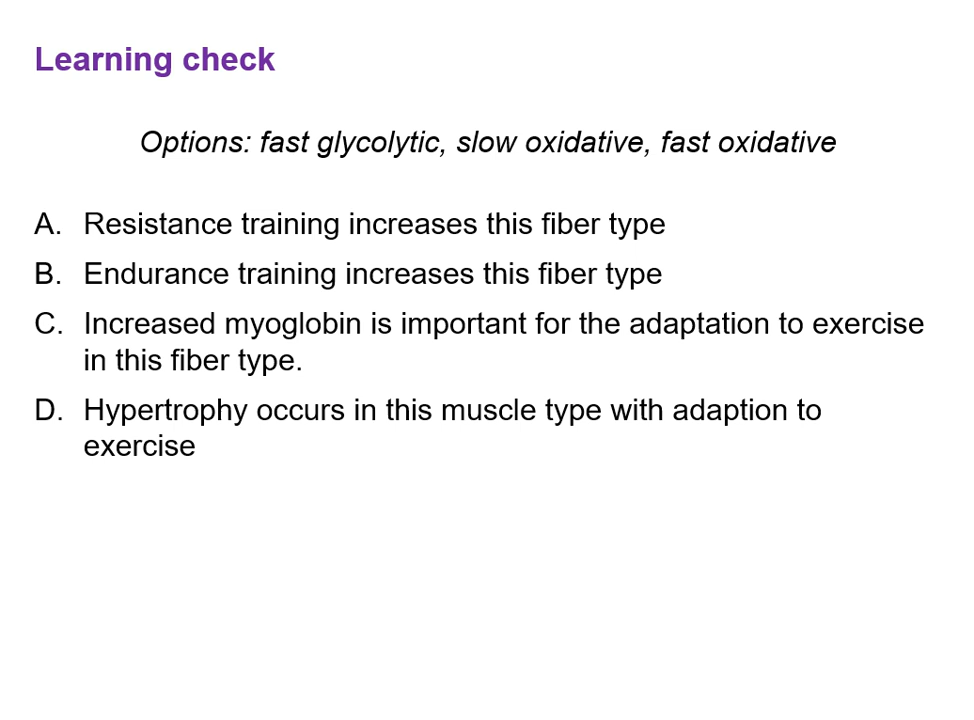 Learning check
Options: fast glycolytic, slow oxidative, fast oxidative
A. Resistance training increases this fiber type
B. Endurance training increases this fiber type
C. Increased myoglobin is important for the adaptation to exercise
in this fiber type.
D. Hypertrophy occurs in this muscle type with adaption to
exercise